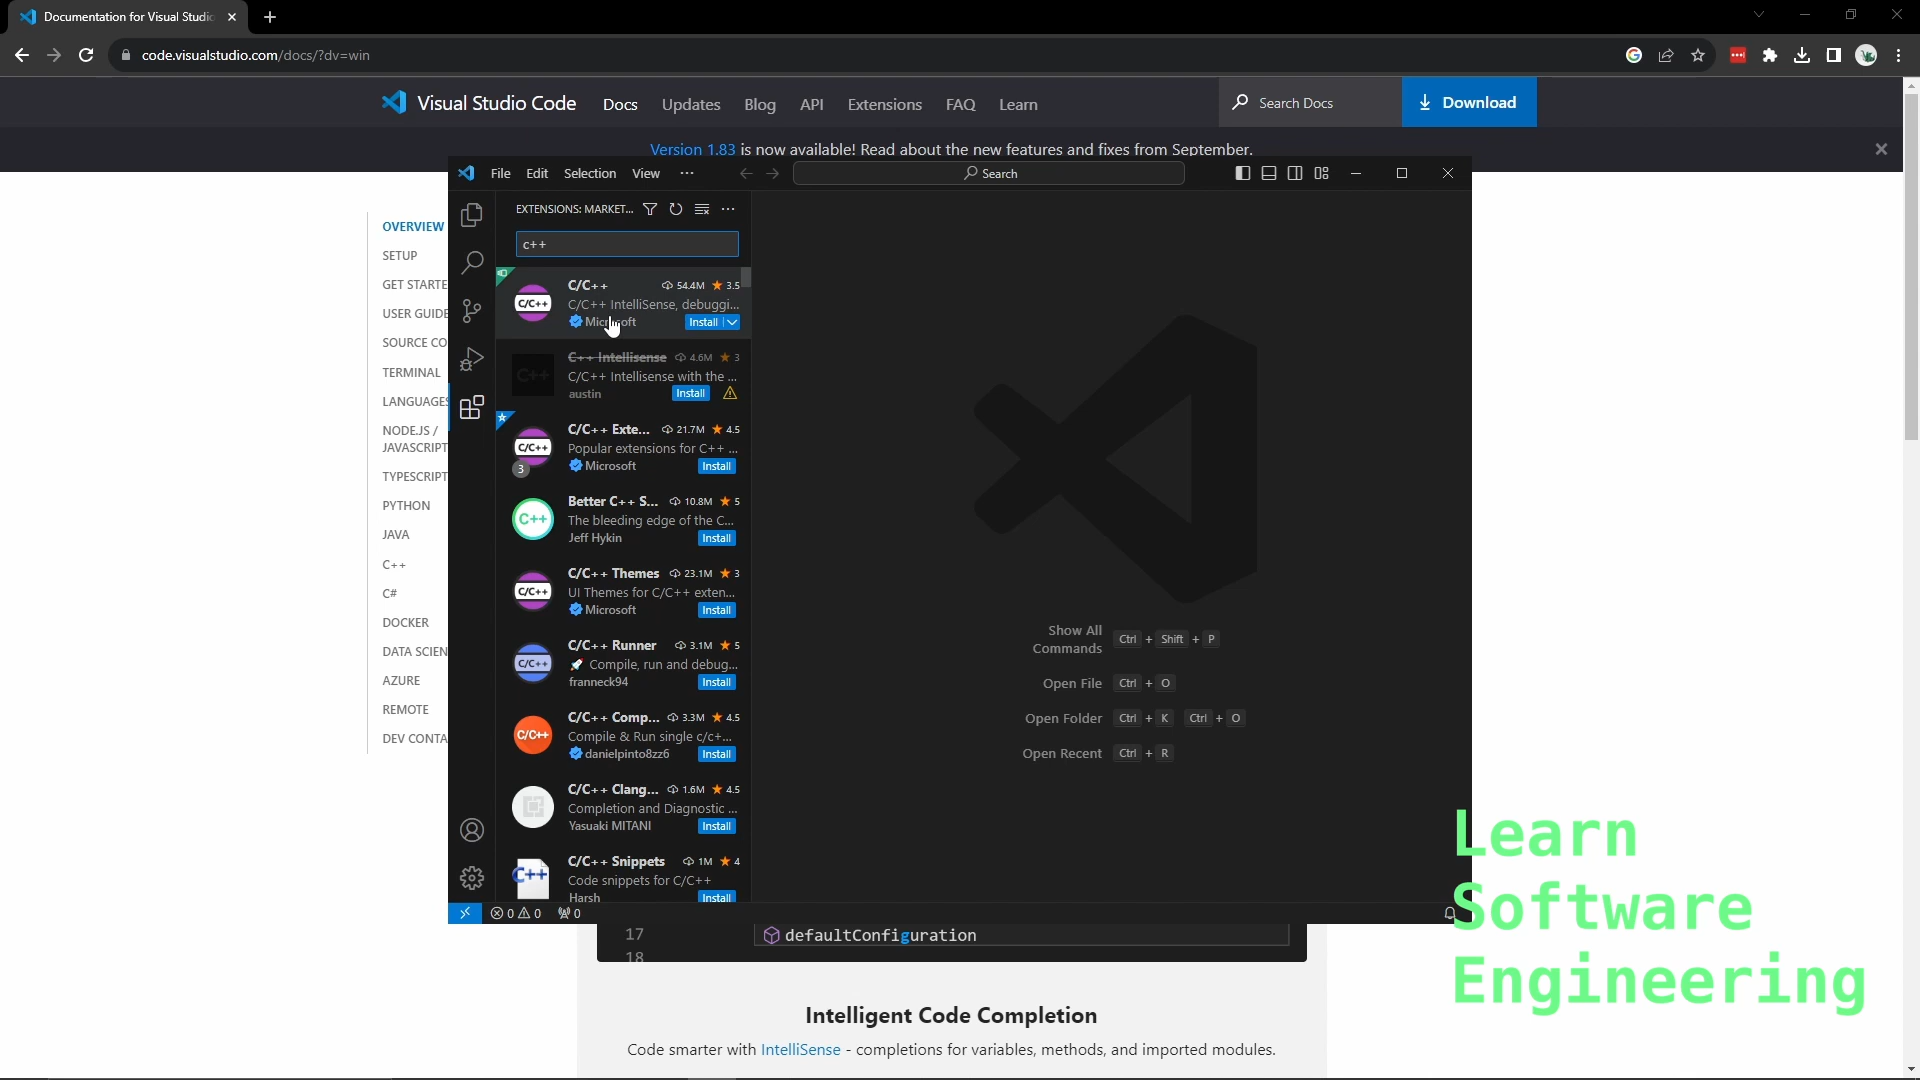 Documentation for Visual Studio
code.visualstudio.com/docs/?dv=win
Visual Studio Code Docs Updates Blog API Extensions FAQ Learn Search Docs Download
Version 1.83 is now available! Read about the new features and fixes from September.
File Edit Selection View ··· Search
EXTENSIONS: MARKET...
c++
C/C++ 54.4M 3.5
C/C++ IntelliSense, debuggi...
Microsoft Install
C++ Intellisense 4.6M 3
C/C++ Intellisense with the ...
austin Install
C/C++ Exte... 21.7M 4.5
Popular extensions for C++ ...
Microsoft Install
3
Better C++ S... 10.8M 5
The bleeding edge of the C...
Jeff Hykin Install
C/C++ Themes 23.1M 3
UI Themes for C/C++ exten...
Microsoft Install
C/C++ Runner 3.1M 5
Compile, run and debug...
franneck94 Install
C/C++ Comp... 3.3M 4.5
Compile & Run single c/c+...
danielpinto8zz6 Install
C/C++ Clang... 1.6M 4.5
Completion and Diagnostic ...
Yasuaki MITANI Install
C/C++ Snippets 1M 4
Code snippets for C/C++
Harsh Install
C/C++
C++
C/C++
C++
C/C++
C/C++
C/C++
C++
0 0 0
OVERVIEW
SETUP
GET STARTE
USER GUIDE
SOURCE CO
TERMINAL
LANGUAGES
NODE.JS /
JAVASCRIPT
TYPESCRIPT
PYTHON
JAVA
C++
C#
DOCKER
DATA SCIEN
AZURE
REMOTE
DEV CONTA
Show All
Commands Ctrl + Shift + P
Open File Ctrl + O
Open Folder Ctrl + K Ctrl + O
Open Recent Ctrl + R
17 defaultConfiguration
18
Intelligent Code Completion
Code smarter with IntelliSense - completions for variables, methods, and imported modules.
Learn
Software
Engineering